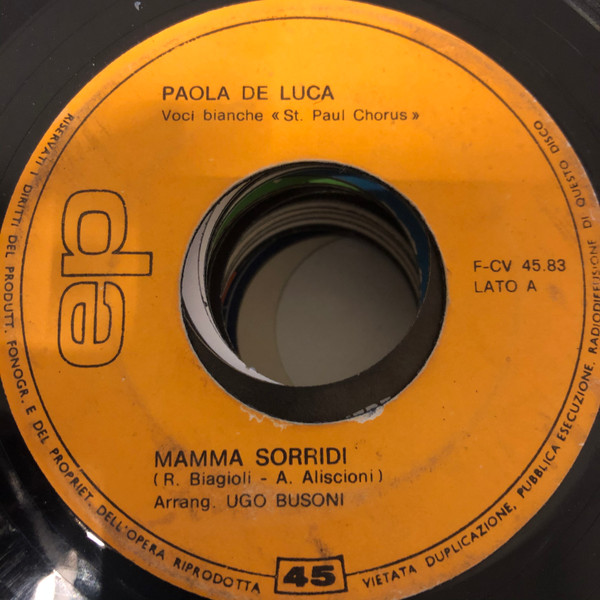 PAOLA DE LUCA
Voci bianche « St. Paul Chorus »
ep
F-CV 45.83
LATO A
MAMMA SORRIDI
( R. Biagioli - A. Aliscioni )
Arrang. UGO BUSONI
45
RISERVATI I DIRITTI DEL PRODUTT. FONOGR. E DEL PROPRIET. DELL'OPERA RIPRODOTTA
VIETATA DUPLICAZIONE, PUBBLICA ESECUZIONE, RADIODIFFUSIONE DI QUESTO DISCO